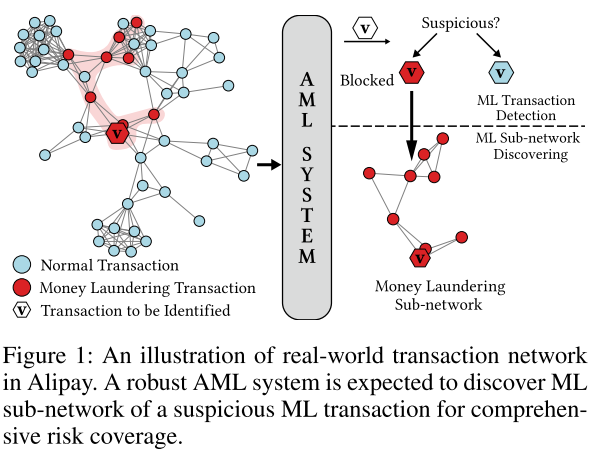 v
Suspicious?
Blocked
v
v
ML Transaction
Detection
ML Sub-network
Discovering
v
AML SYSTEM
v
Money Laundering
Sub-network
Normal Transaction
Money Laundering Transaction
v Transaction to be Identified
Figure 1: An illustration of real-world transaction network
in Alipay. A robust AML system is expected to discover ML
sub-network of a suspicious ML transaction for comprehen-
sive risk coverage.